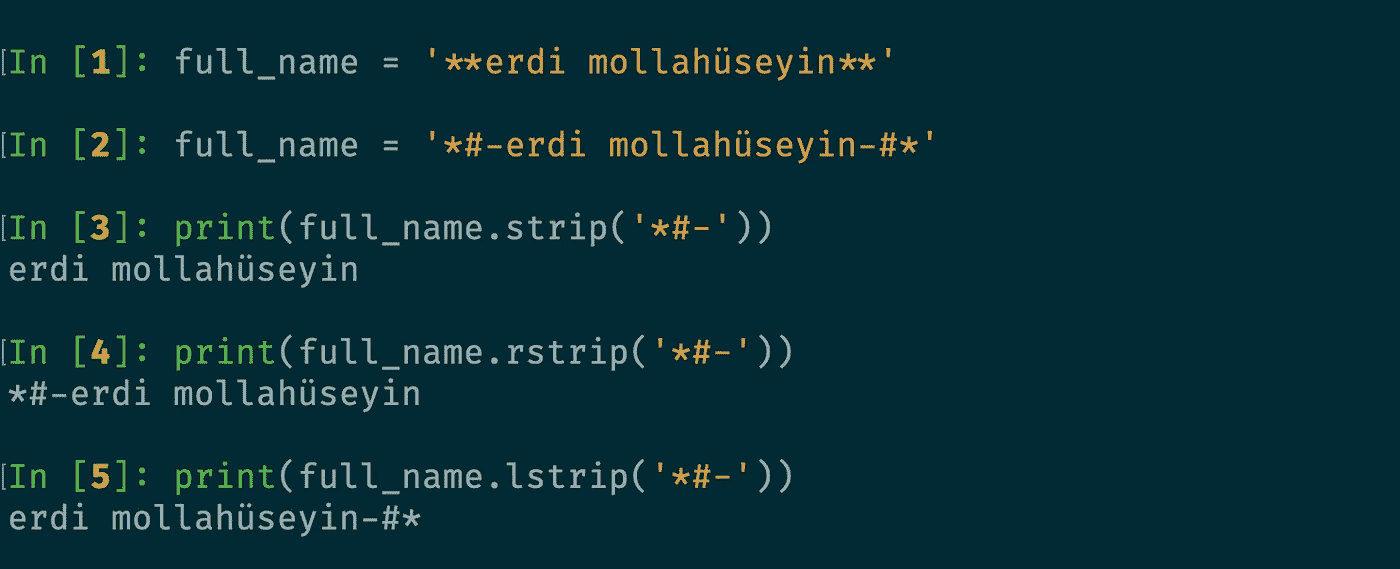 In [1]: full_name = '**erdi mollahüseyin**'
In [2]: full_name = '*#-erdi mollahüseyin-#*'
In [3]: print(full_name.strip('*#-'))
erdi mollahüseyin
In [4]: print(full_name.rstrip('*#-'))
*#-erdi mollahüseyin
In [5]: print(full_name.lstrip('*#-'))
erdi mollahüseyin-#*